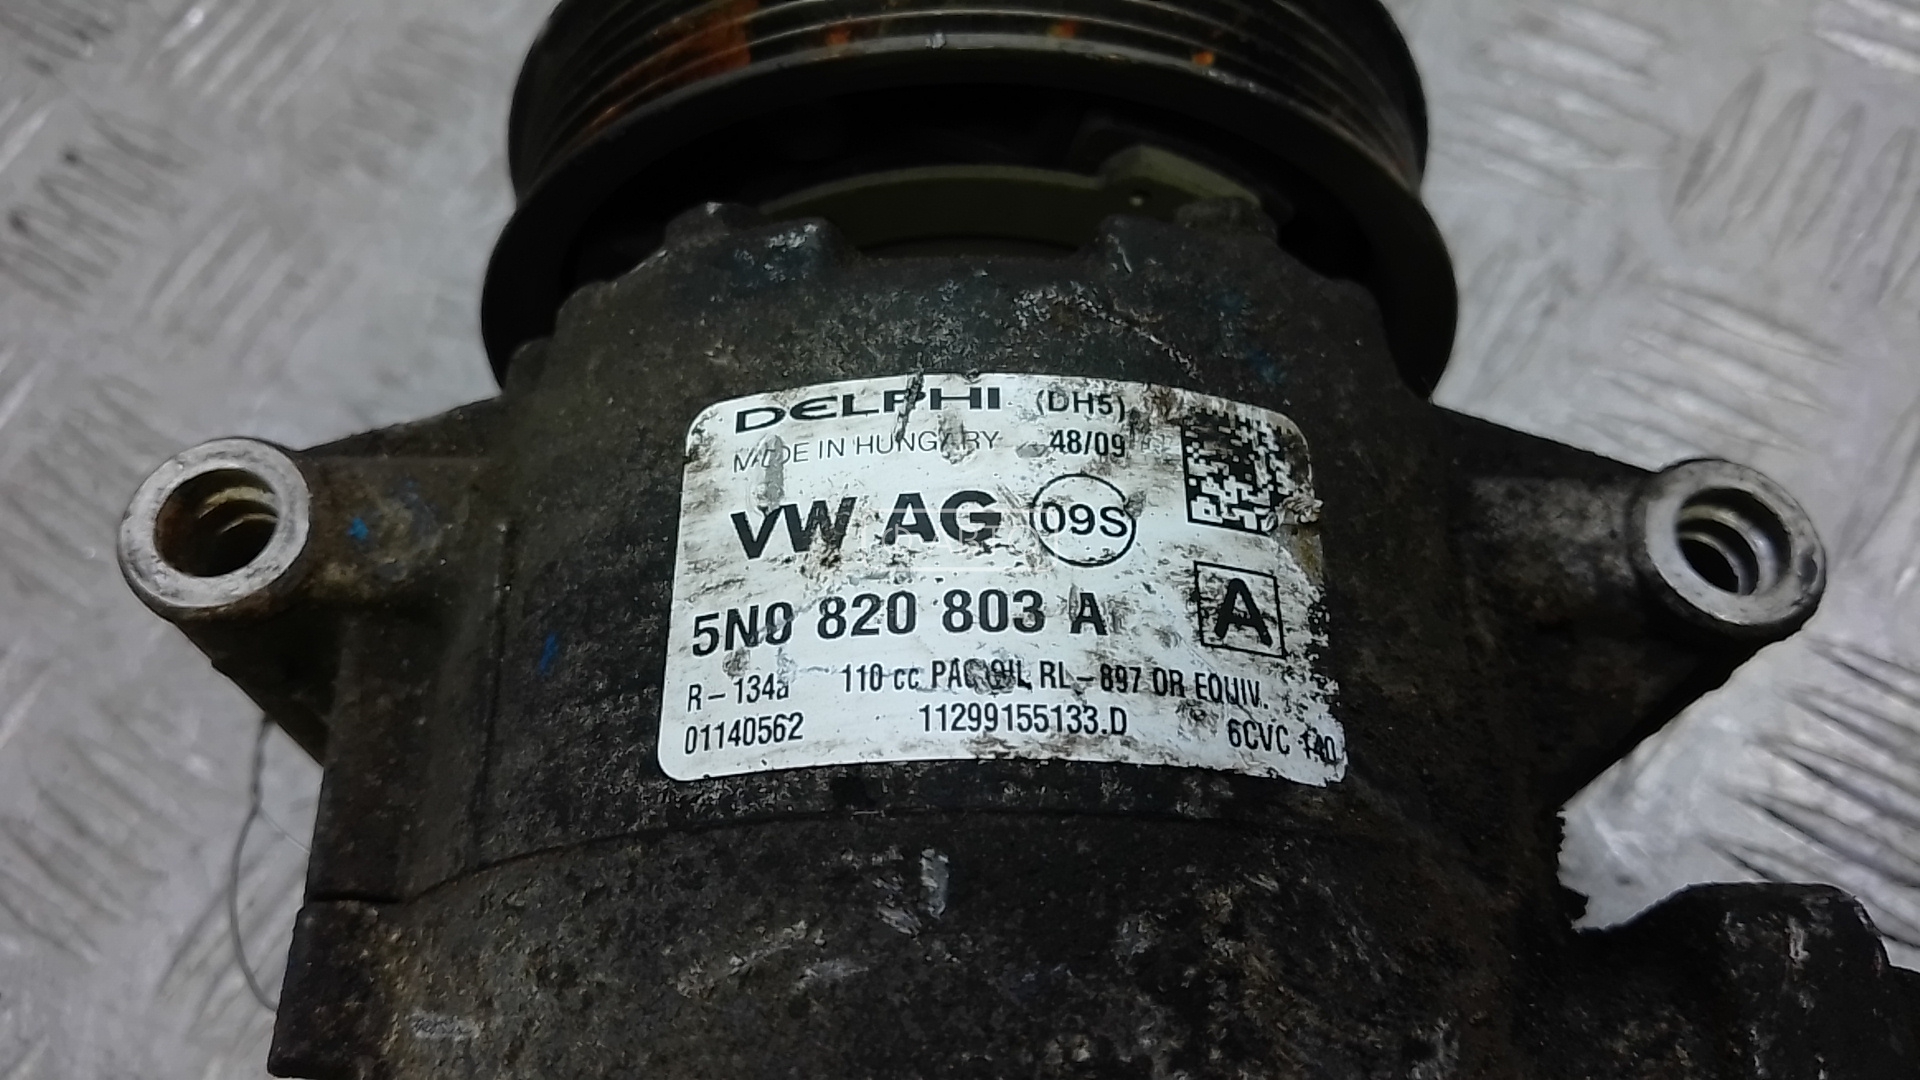 DELPHI (DH5)
MADE IN HUNGARY 48/09
VW AG 09S
5N0 820 803 A A
R-134a 110 cc PAG OIL RL-897 OR EQUIV.
01140562 11299155133.D 6CVC 140